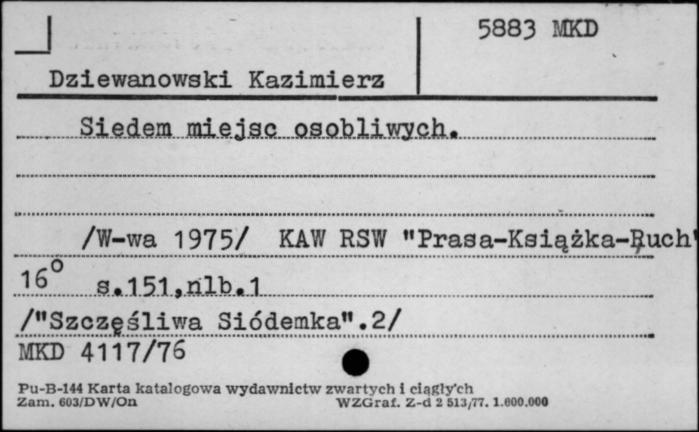 5883 MKD
Dziewanowski Kazimierz
Siedem miejsc osobliwych.
/W-wa 1975/ KAW RSW "Prasa-Książka-Ruch"
16° s.151,nlb.1
/"Szczęśliwa Siódemka".2/
MKD 4117/76
Pu-B-144 Karta katalogowa wydawnictw zwartych i ciągłych
Zam. 603/DW/On WZGraf. Z-d 2 513/77. 1.000.000